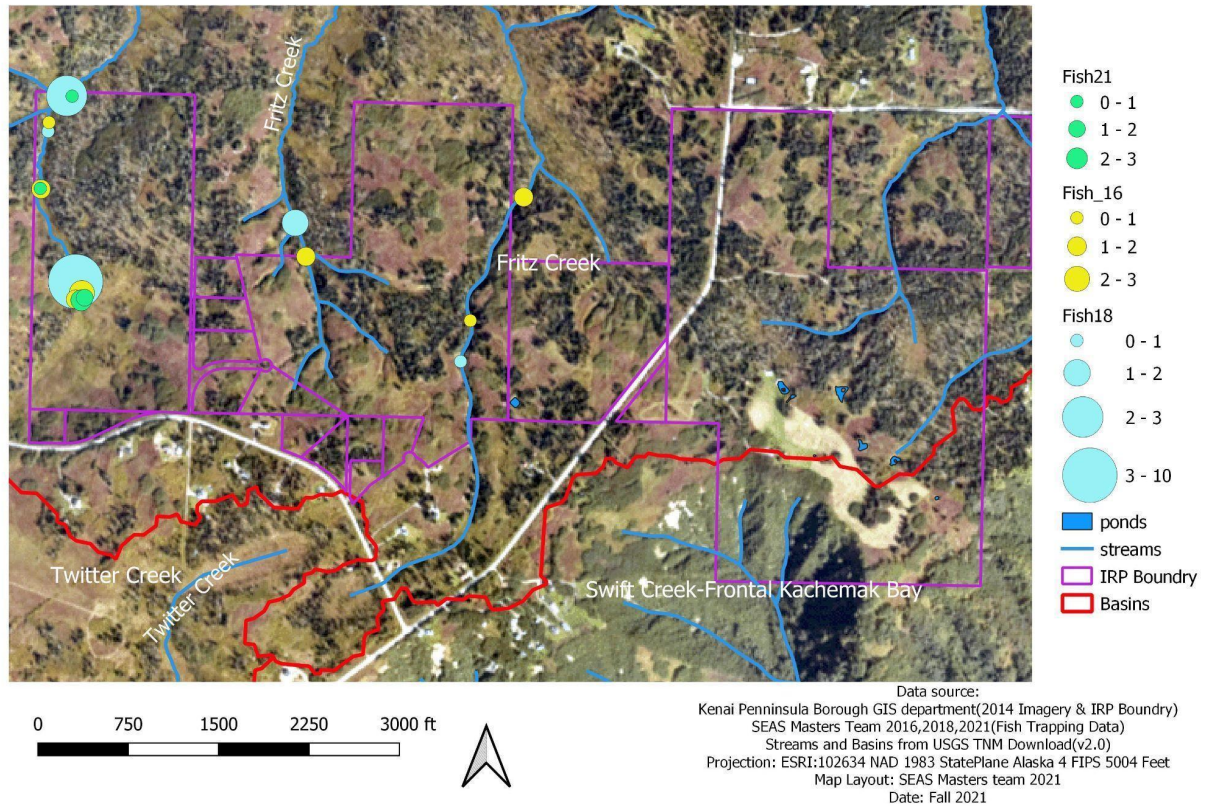 Fritz Creek
Fritz Creek
Twitter Creek
Twitter Creek
Swift Creek-Frontal Kachemak Bay
Fish21
0 - 1
1 - 2
2 - 3
Fish_16
0 - 1
1 - 2
2 - 3
Fish18
0 - 1
1 - 2
2 - 3
3 - 10
ponds
streams
IRP Boundry
Basins
0 750 1500 2250 3000 ft
Data source:
Kenai Penninsula Borough GIS department(2014 Imagery & IRP Boundry)
SEAS Masters Team 2016,2018,2021(Fish Trapping Data)
Streams and Basins from USGS TNM Download(v2.0)
Projection: ESRI:102634 NAD 1983 StatePlane Alaska 4 FIPS 5004 Feet
Map Layout: SEAS Masters team 2021
Date: Fall 2021